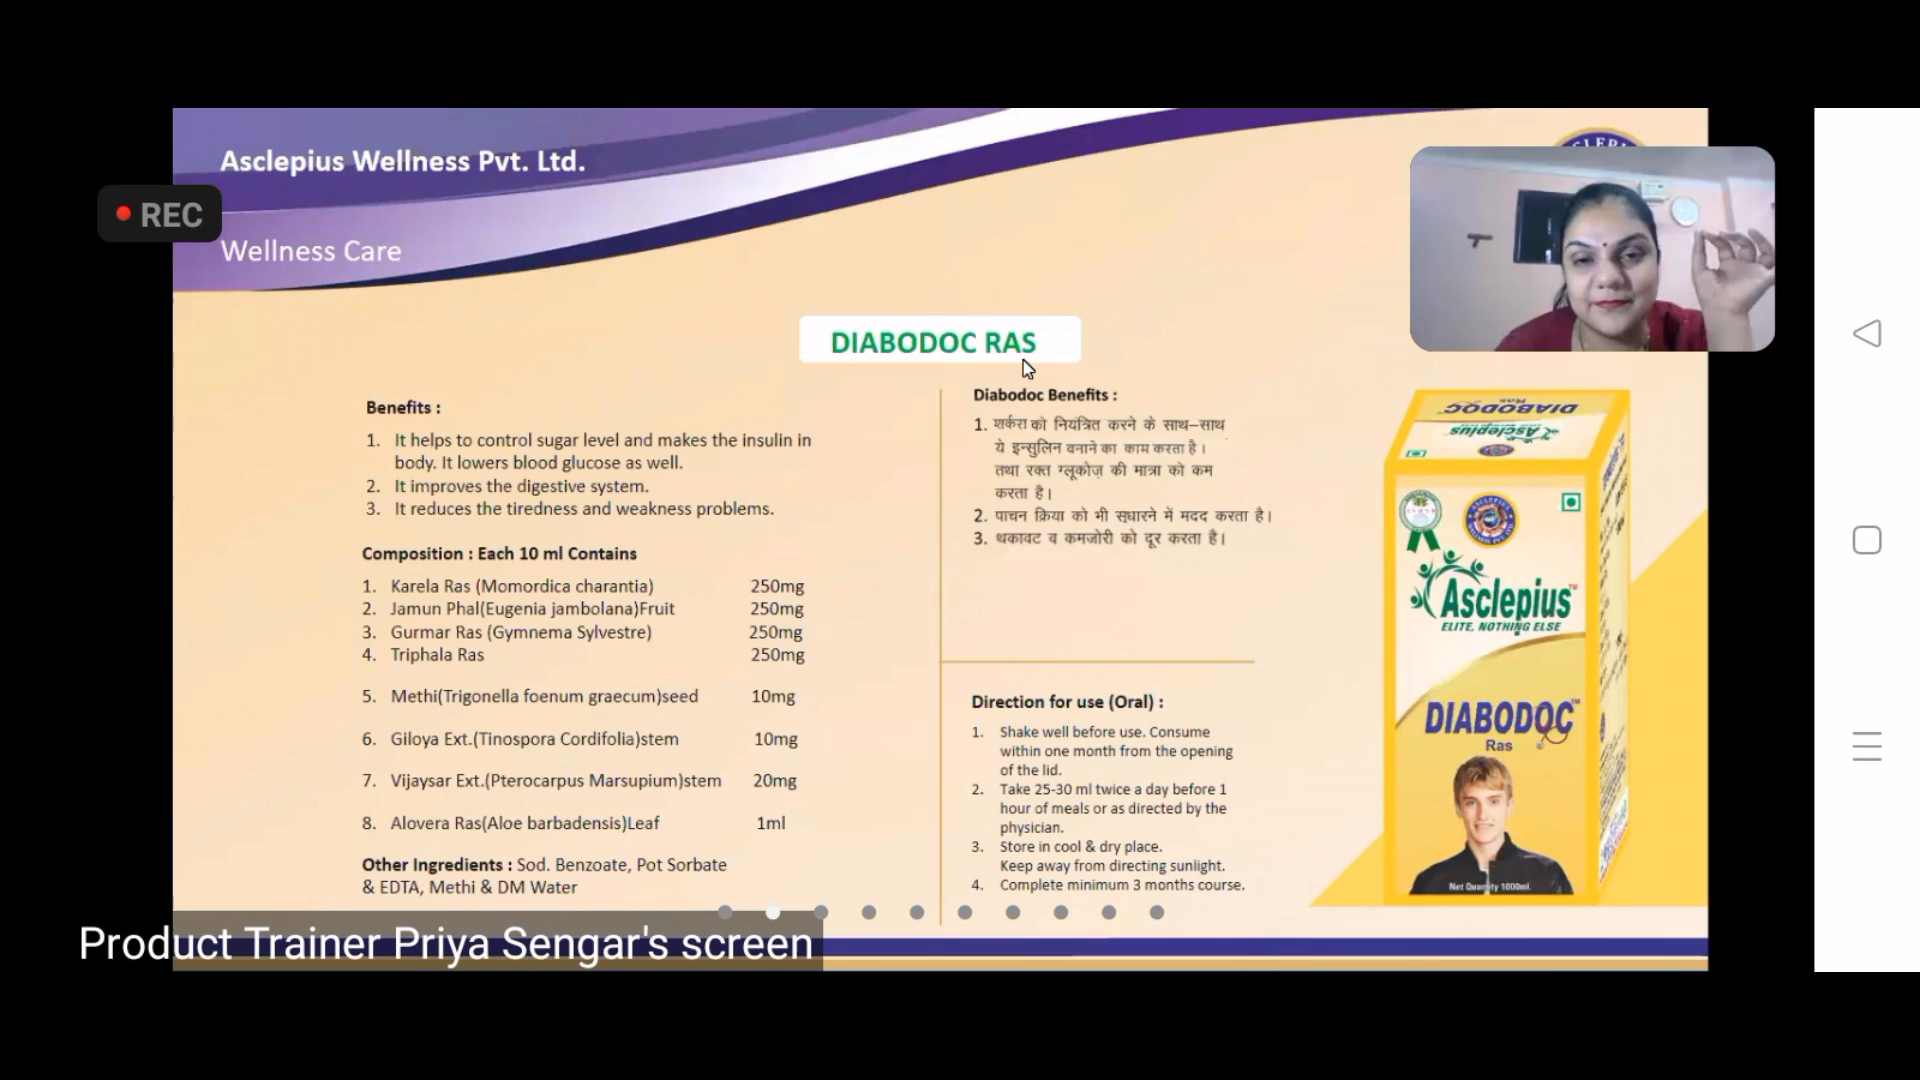 Asclepius Wellness Pvt. Ltd.
REC
Wellness Care
DIABODOC RAS
Benefits :
1. It helps to control sugar level and makes the insulin in
body. It lowers blood glucose as well.
2. It improves the digestive system.
3. It reduces the tiredness and weakness problems.
Composition : Each 10 ml Contains
1. Karela Ras (Momordica charantia) 250mg
2. Jamun Phal(Eugenia jambolana)Fruit 250mg
3. Gurmar Ras (Gymnema Sylvestre) 250mg
4. Triphala Ras 250mg
5. Methi(Trigonella foenum graecum)seed 10mg
6. Giloya Ext.(Tinospora Cordifolia)stem 10mg
7. Vijaysar Ext.(Pterocarpus Marsupium)stem 20mg
8. Alovera Ras(Aloe barbadensis)Leaf 1ml
Other Ingredients : Sod. Benzoate, Pot Sorbate
& EDTA, Methi & DM Water
Diabodoc Benefits :
1. शर्करा को नियंत्रित करने के साथ–साथ
ये इन्सुलिन बनाने का काम करता है।
तथा रक्त ग्लूकोज़ की मात्रा को कम
करता है।
2. पाचन क्रिया को भी सुधारने में मदद करता है।
3. थकावट व कमजोरी को दूर करता है।
Direction for use (Oral) :
1. Shake well before use. Consume
within one month from the opening
of the lid.
2. Take 25-30 ml twice a day before 1
hour of meals or as directed by the
physician.
3. Store in cool & dry place.
Keep away from directing sunlight.
4. Complete minimum 3 months course.
DIABODOC
Ras
Asclepius
Asclepius
ELITE, NOTHING ELSE
DIABODOC
Ras
Net Quantity 1000ml.
Product Trainer Priya Sengar's screen